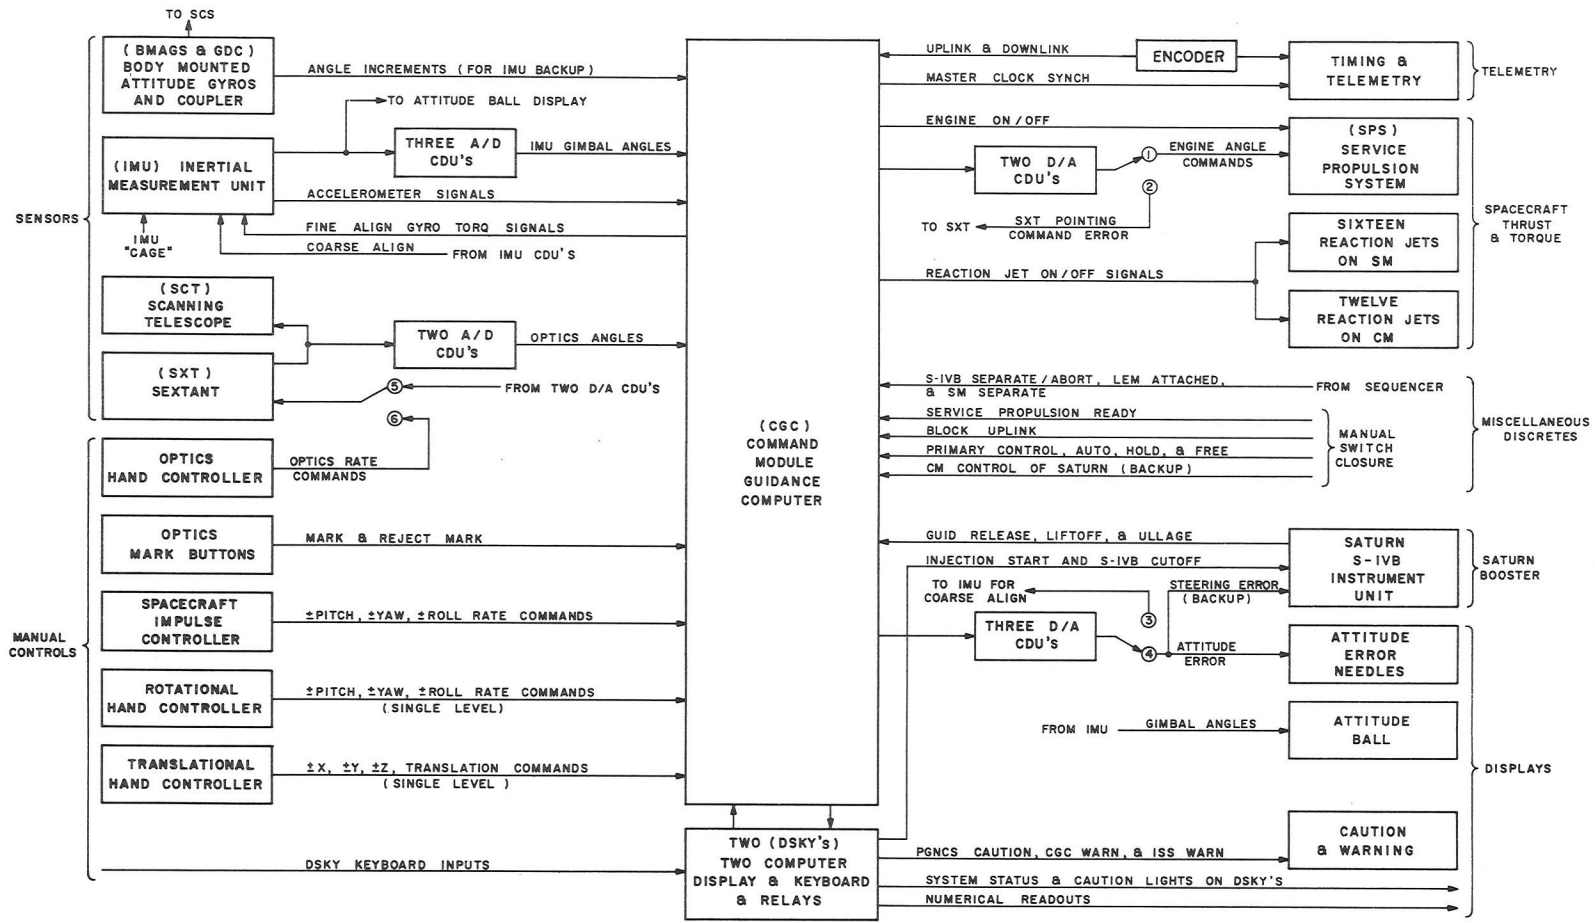 TO SCS
(BMAGS & GDC)
BODY MOUNTED
ATTITUDE GYROS
AND COUPLER
ANGLE INCREMENTS (FOR IMU BACKUP)
TO ATTITUDE BALL DISPLAY
(IMU) INERTIAL
MEASUREMENT UNIT
THREE A/D
CDU'S
IMU GIMBAL ANGLES
ACCELEROMETER SIGNALS
FINE ALIGN GYRO TORQ SIGNALS
COARSE ALIGN
FROM IMU CDU'S
IMU
"CAGE"
SENSORS
(SCT)
SCANNING
TELESCOPE
TWO A/D
CDU'S
OPTICS ANGLES
(SXT)
SEXTANT
5
FROM TWO D/A CDU'S
6
OPTICS
HAND CONTROLLER
OPTICS RATE
COMMANDS
OPTICS
MARK BUTTONS
MARK & REJECT MARK
SPACECRAFT
IMPULSE
CONTROLLER
±PITCH, ±YAW, ±ROLL RATE COMMANDS
MANUAL
CONTROLS
ROTATIONAL
HAND CONTROLLER
±PITCH, ±YAW, ±ROLL RATE COMMANDS
(SINGLE LEVEL)
TRANSLATIONAL
HAND CONTROLLER
±X, ±Y, ±Z, TRANSLATION COMMANDS
(SINGLE LEVEL)
DSKY KEYBOARD INPUTS
(CGC)
COMMAND
MODULE
GUIDANCE
COMPUTER
TWO (DSKY's)
TWO COMPUTER
DISPLAY & KEYBOARD
& RELAYS
UPLINK & DOWNLINK
ENCODER
MASTER CLOCK SYNCH
TIMING &
TELEMETRY
TELEMETRY
ENGINE ON/OFF
TWO D/A
CDU'S
1
ENGINE ANGLE
COMMANDS
2
TO SXT
SXT POINTING
COMMAND ERROR
(SPS)
SERVICE
PROPULSION
SYSTEM
REACTION JET ON/OFF SIGNALS
SIXTEEN
REACTION JETS
ON SM
TWELVE
REACTION JETS
ON CM
SPACECRAFT
THRUST
& TORQUE
S-IVB SEPARATE/ABORT, LEM ATTACHED,
& SM SEPARATE
FROM SEQUENCER
SERVICE PROPULSION READY
BLOCK UPLINK
PRIMARY CONTROL, AUTO, HOLD, & FREE
CM CONTROL OF SATURN (BACKUP)
MANUAL
SWITCH
CLOSURE
MISCELLANEOUS
DISCRETES
GUID RELEASE, LIFTOFF, & ULLAGE
INJECTION START AND S-IVB CUTOFF
TO IMU FOR
COARSE ALIGN
STEERING ERROR
(BACKUP)
SATURN
S-IVB
INSTRUMENT
UNIT
SATURN
BOOSTER
3
THREE D/A
CDU'S
4
ATTITUDE
ERROR
ATTITUDE
ERROR
NEEDLES
FROM IMU
GIMBAL ANGLES
ATTITUDE
BALL
DISPLAYS
PGNCS CAUTION, CGC WARN, & ISS WARN
CAUTION
& WARNING
SYSTEM STATUS & CAUTION LIGHTS ON DSKY'S
NUMERICAL READOUTS